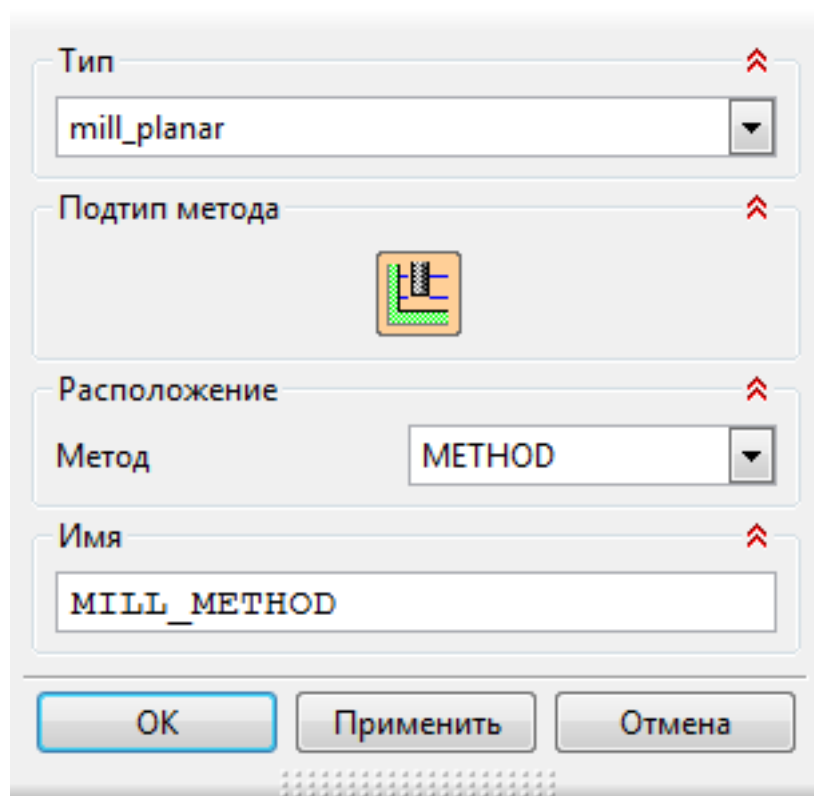 Тип
mill_planar
Подтип метода
Расположение
Метод METHOD
Имя
MILL_METHOD
OK Применить Отмена